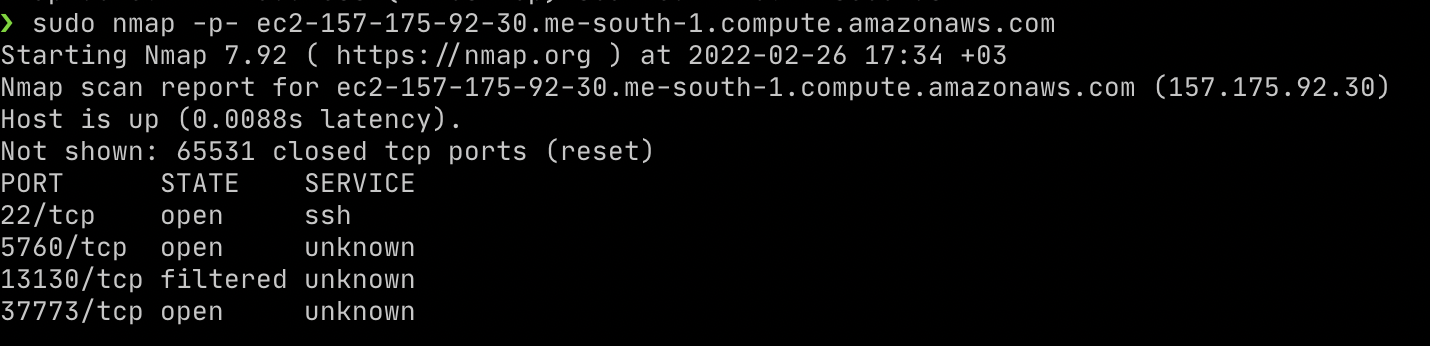 ❯ sudo nmap -p- ec2-157-175-92-30.me-south-1.compute.amazonaws.com
Starting Nmap 7.92 ( https://nmap.org ) at 2022-02-26 17:34 +03
Nmap scan report for ec2-157-175-92-30.me-south-1.compute.amazonaws.com (157.175.92.30)
Host is up (0.0088s latency).
Not shown: 65531 closed tcp ports (reset)
PORT      STATE    SERVICE
22/tcp    open     ssh
5760/tcp  open     unknown
13130/tcp filtered unknown
37773/tcp open     unknown